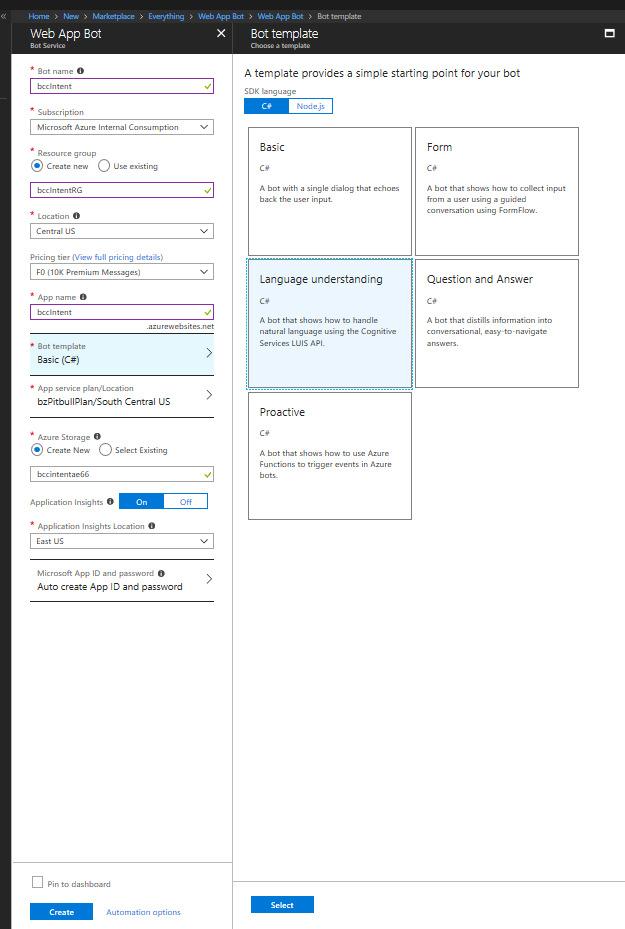 Home > New > Marketplace > Everything > Web App Bot > Web App Bot > Bot template
Web App Bot
Bot Service
* Bot name
bccIntent
* Subscription
Microsoft Azure Internal Consumption
* Resource group
Create new Use existing
bccIntentRG
* Location
Central US
Pricing tier (View full pricing details)
F0 (10K Premium Messages)
* App name
bccIntent
.azurewebsites.net
* Bot template
Basic (C#)
* App service plan/Location
bzPitbullPlan/South Central US
* Azure Storage
Create New Select Existing
bccintentae66
Application Insights On Off
* Application Insights Location
East US
Microsoft App ID and password
Auto create App ID and password
Pin to dashboard
Create Automation options
Bot template
Choose a template
A template provides a simple starting point for your bot
SDK language
C# Node.js
Basic
C#
A bot with a single dialog that echoes
back the user input.
Form
C#
A bot that shows how to collect input
from a user using a guided
conversation using FormFlow.
Language understanding
C#
A bot that shows how to handle
natural language using the Cognitive
Services LUIS API.
Question and Answer
C#
A bot that distills information into
conversational, easy-to-navigate
answers.
Proactive
C#
A bot that shows how to use Azure
Functions to trigger events in Azure
bots.
Select